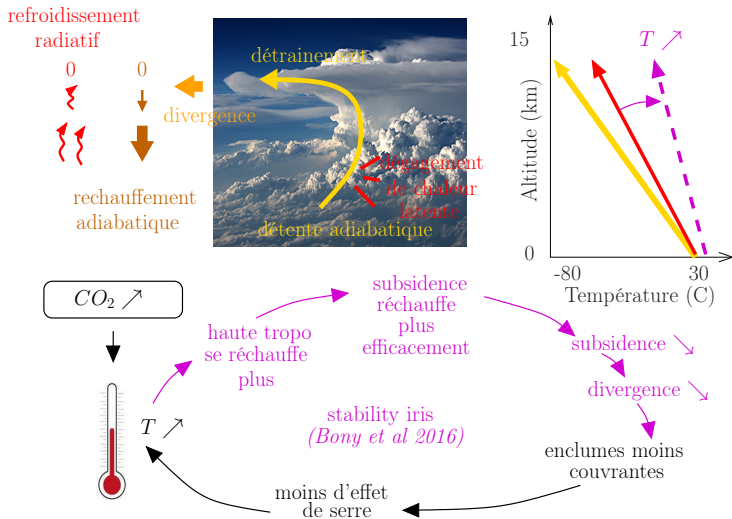 refroidissement
radiatif
0
0
divergence
rechauffement
adiabatique
détrainement
dégagement
de chaleur
latente
détente adiabatique
T ↗
15
Altitude (km)
0
-80
30
Température (C)
CO₂ ↗
T ↗
haute tropo
se réchauffe
plus
subsidence
réchauffe
plus
efficacement
subsidence ↘
divergence ↘
enclumes moins
couvrantes
stability iris
(Bony et al 2016)
moins d'effet
de serre